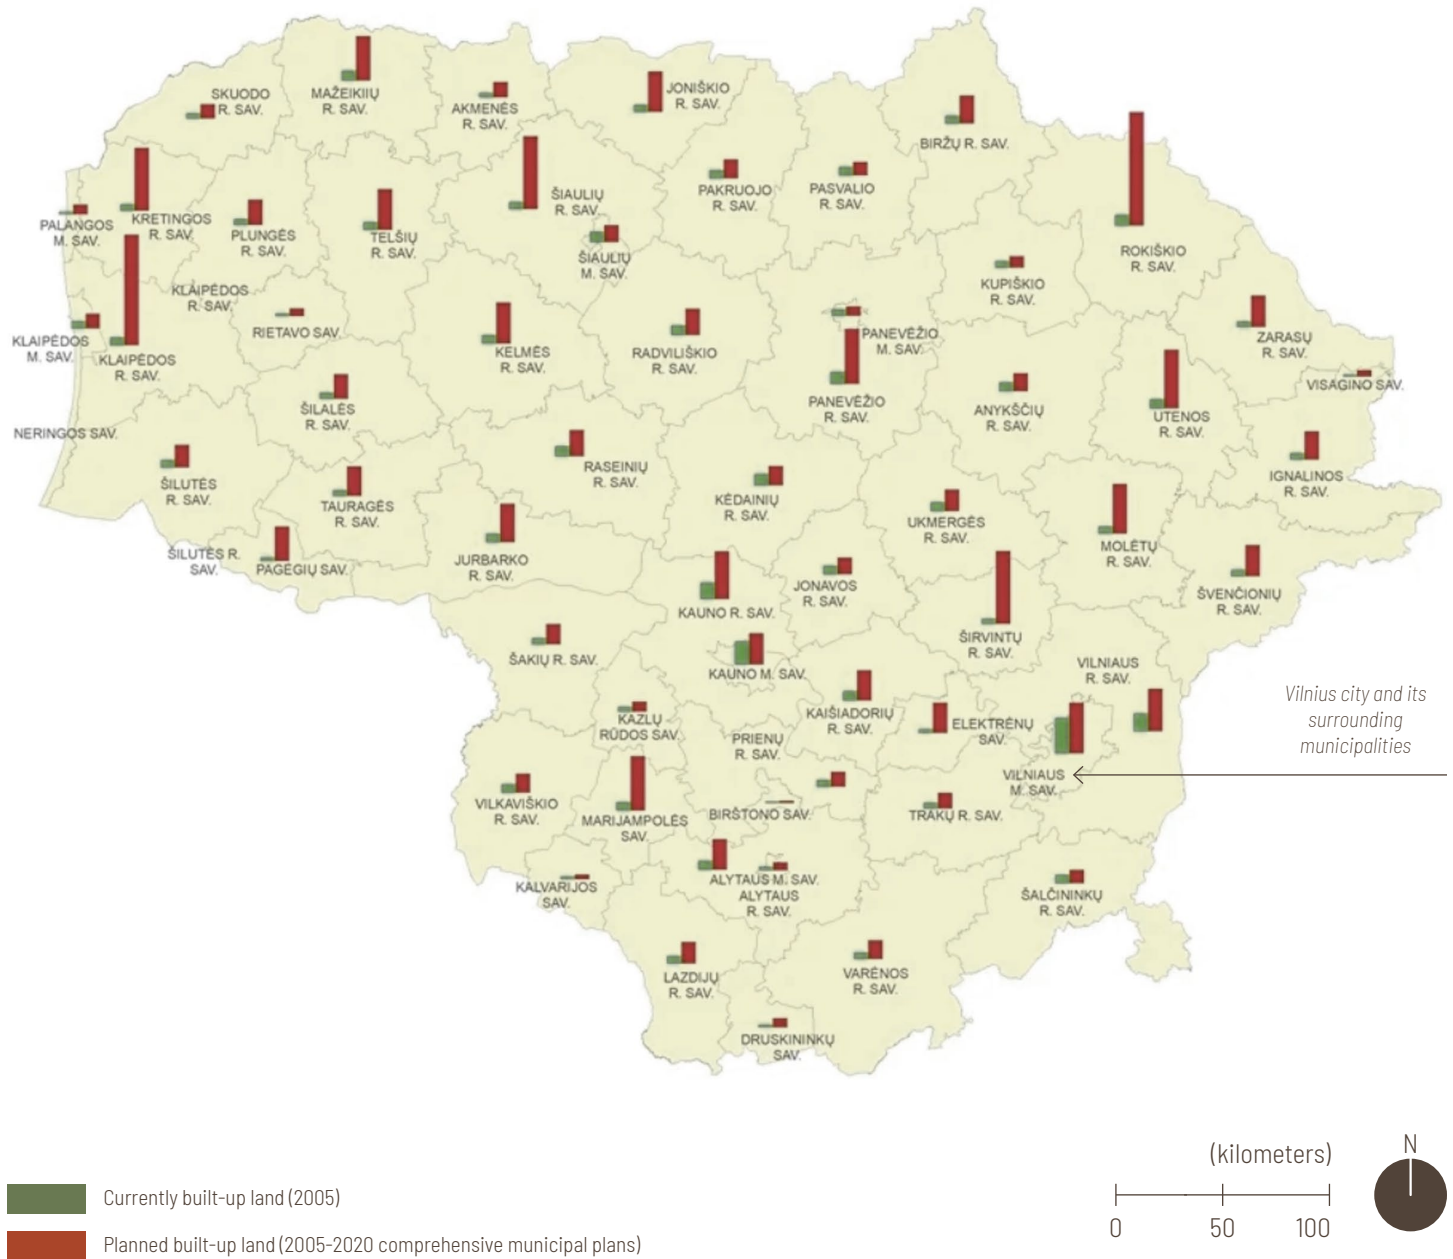 SKUODO
R. SAV.
MAŽEIKIIŲ
R. SAV.
AKMENĖS
R. SAV.
JONIŠKIO
R. SAV.
BIRŽŲ R. SAV.
PALANGOS
M. SAV.
KRETINGOS
R. SAV.
PLUNGĖS
R. SAV.
TELŠIŲ
R. SAV.
ŠIAULIŲ
R. SAV.
ŠIAULIŲ
M. SAV.
PAKRUOJO
R. SAV.
PASVALIO
R. SAV.
ROKIŠKIO
R. SAV.
KLAIPĖDOS
R. SAV.
RIETAVO SAV.
KUPIŠKIO
R. SAV.
KLAIPĖDOS
M. SAV.
KLAIPĖDOS
R. SAV.
KELMĖS
R. SAV.
RADVILIŠKIO
R. SAV.
PANEVĖŽIO
M. SAV.
ZARASŲ
R. SAV.
VISAGINO SAV.
ŠILALĖS
R. SAV.
PANEVĖŽIO
R. SAV.
ANYKŠČIŲ
R. SAV.
UTENOS
R. SAV.
NERINGOS SAV.
ŠILUTĖS
R. SAV.
RASEINIŲ
R. SAV.
IGNALINOS
R. SAV.
TAURAGĖS
R. SAV.
KĖDAINIŲ
R. SAV.
UKMERGĖS
R. SAV.
ŠILUTĖS R.
SAV.
PAGĖGIŲ SAV.
JURBARKO
R. SAV.
MOLĖTŲ
R. SAV.
KAUNO R. SAV.
JONAVOS
R. SAV.
ŠVENČIONIŲ
R. SAV.
ŠAKIŲ R. SAV.
KAUNO M. SAV.
ŠIRVINTŲ
R. SAV.
VILNIAUS
R. SAV.
Vilnius city and its
surrounding
municipalities
KAZLŲ
RŪDOS SAV.
PRIENŲ
R. SAV.
KAIŠIADORIŲ
R. SAV.
ELEKTRĖNŲ
SAV.
VILNIAUS
M. SAV.
VILKAVIŠKIO
R. SAV.
MARIJAMPOLĖS
SAV.
BIRŠTONO SAV.
TRAKŲ R. SAV.
KALVARIJOS
SAV.
ALYTAUS M. SAV.
ALYTAUS
R. SAV.
ŠALČININKŲ
R. SAV.
LAZDIJŲ
R. SAV.
VARĖNOS
R. SAV.
DRUSKININKŲ
SAV.
(kilometers)
N
0 50 100
Currently built-up land (2005)
Planned built-up land (2005-2020 comprehensive municipal plans)